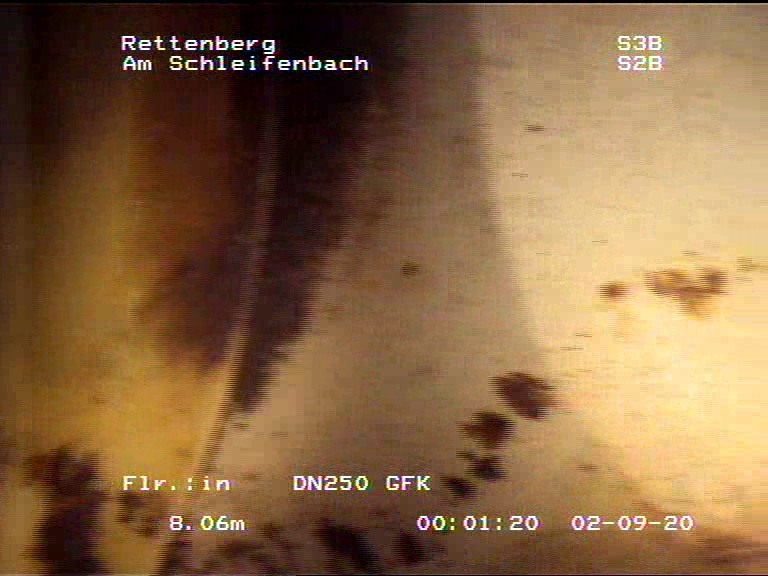 Rettenberg S3B
Am Schleifenbach S2B
Flr.:in DN250 GFK
8.06m 00:01:20 02-09-20